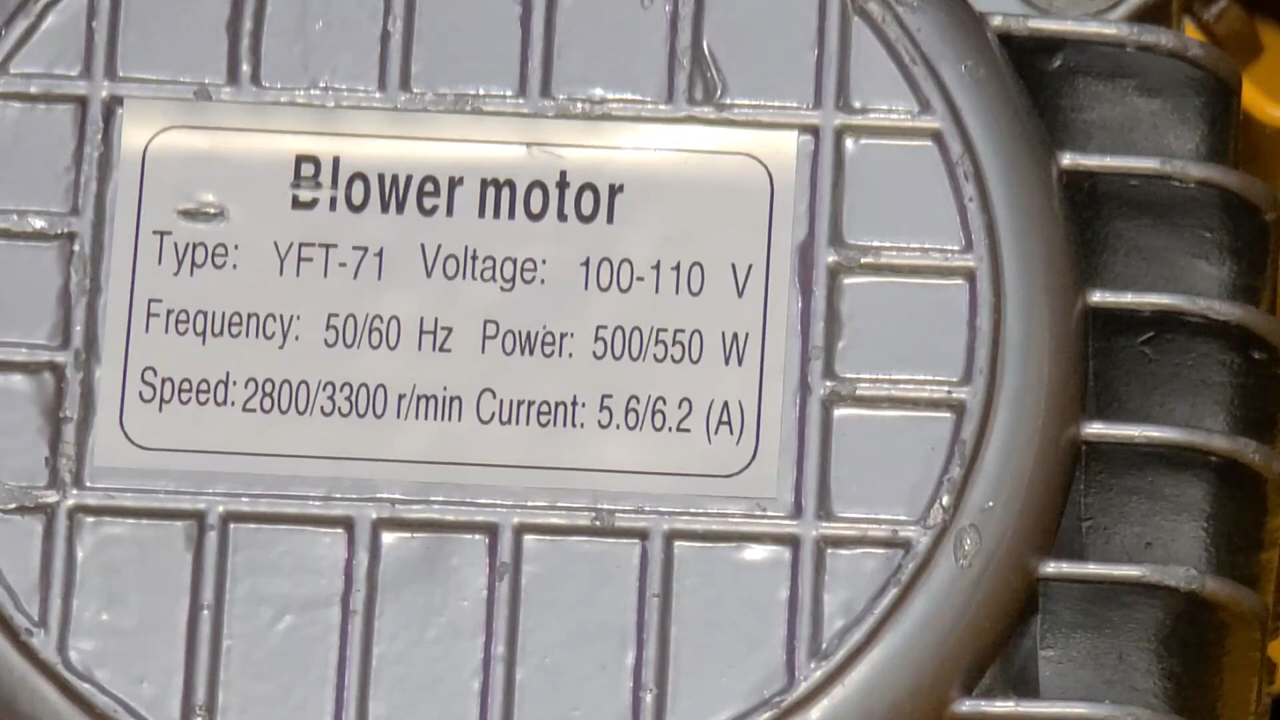 Blower motor
Type: YFT-71 Voltage: 100-110 V
Frequency: 50/60 Hz Power: 500/550 W
Speed: 2800/3300 r/min Current: 5.6/6.2 (A)